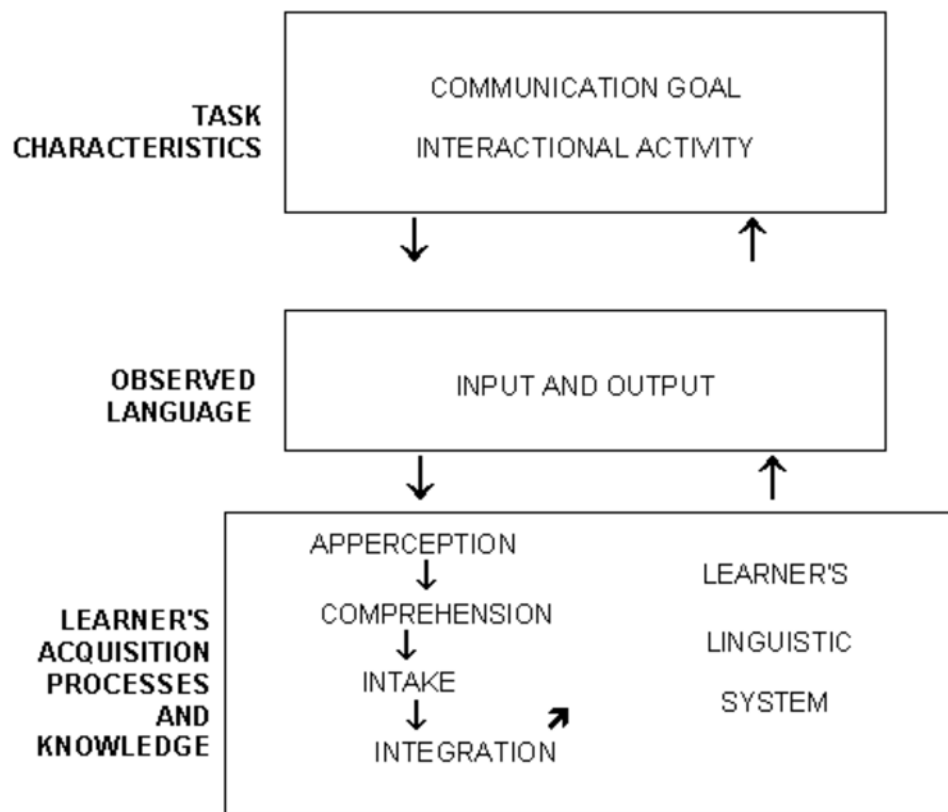 TASK
CHARACTERISTICS
COMMUNICATION GOAL
INTERACTIONAL ACTIVITY
OBSERVED
LANGUAGE
INPUT AND OUTPUT
LEARNER'S
ACQUISITION
PROCESSES
AND
KNOWLEDGE
APPERCEPTION
COMPREHENSION
INTAKE
INTEGRATION
LEARNER'S
LINGUISTIC
SYSTEM